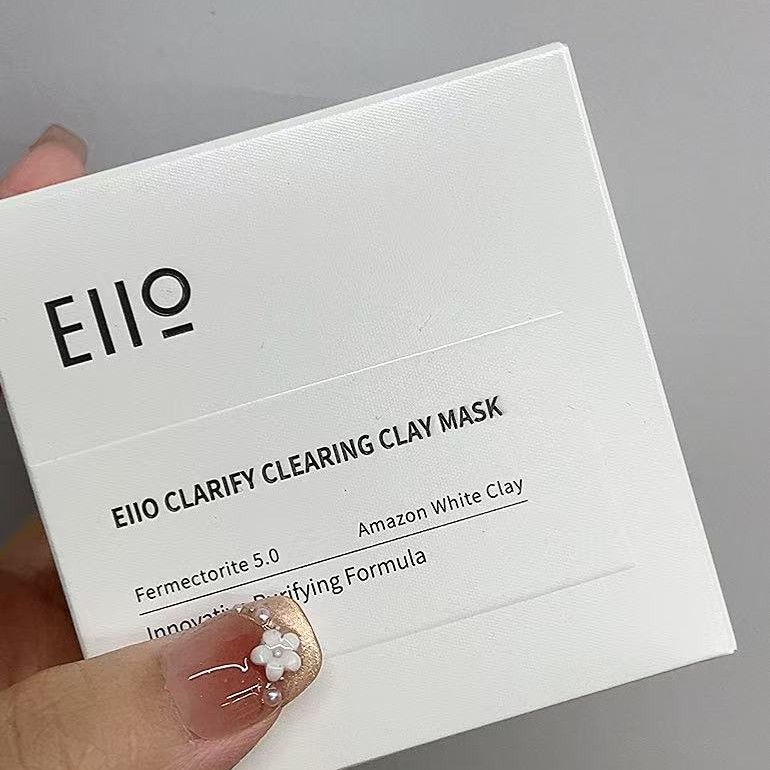 EIIO
EIIO CLARIFY CLEARING CLAY MASK
Fermectorite 5.0 Amazon White Clay
Purifying Formula